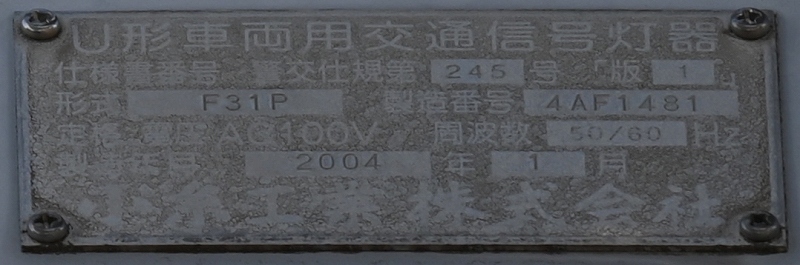 U形車両用交通信号灯器
仕様書番号 警交仕規第 245 号 「版 1 」
形式 F31P 製造番号 4AF1481
定格 電圧 AC100V 周波数 50/60 Hz
製造年月 2004 年 1 月
小糸工業株式会社